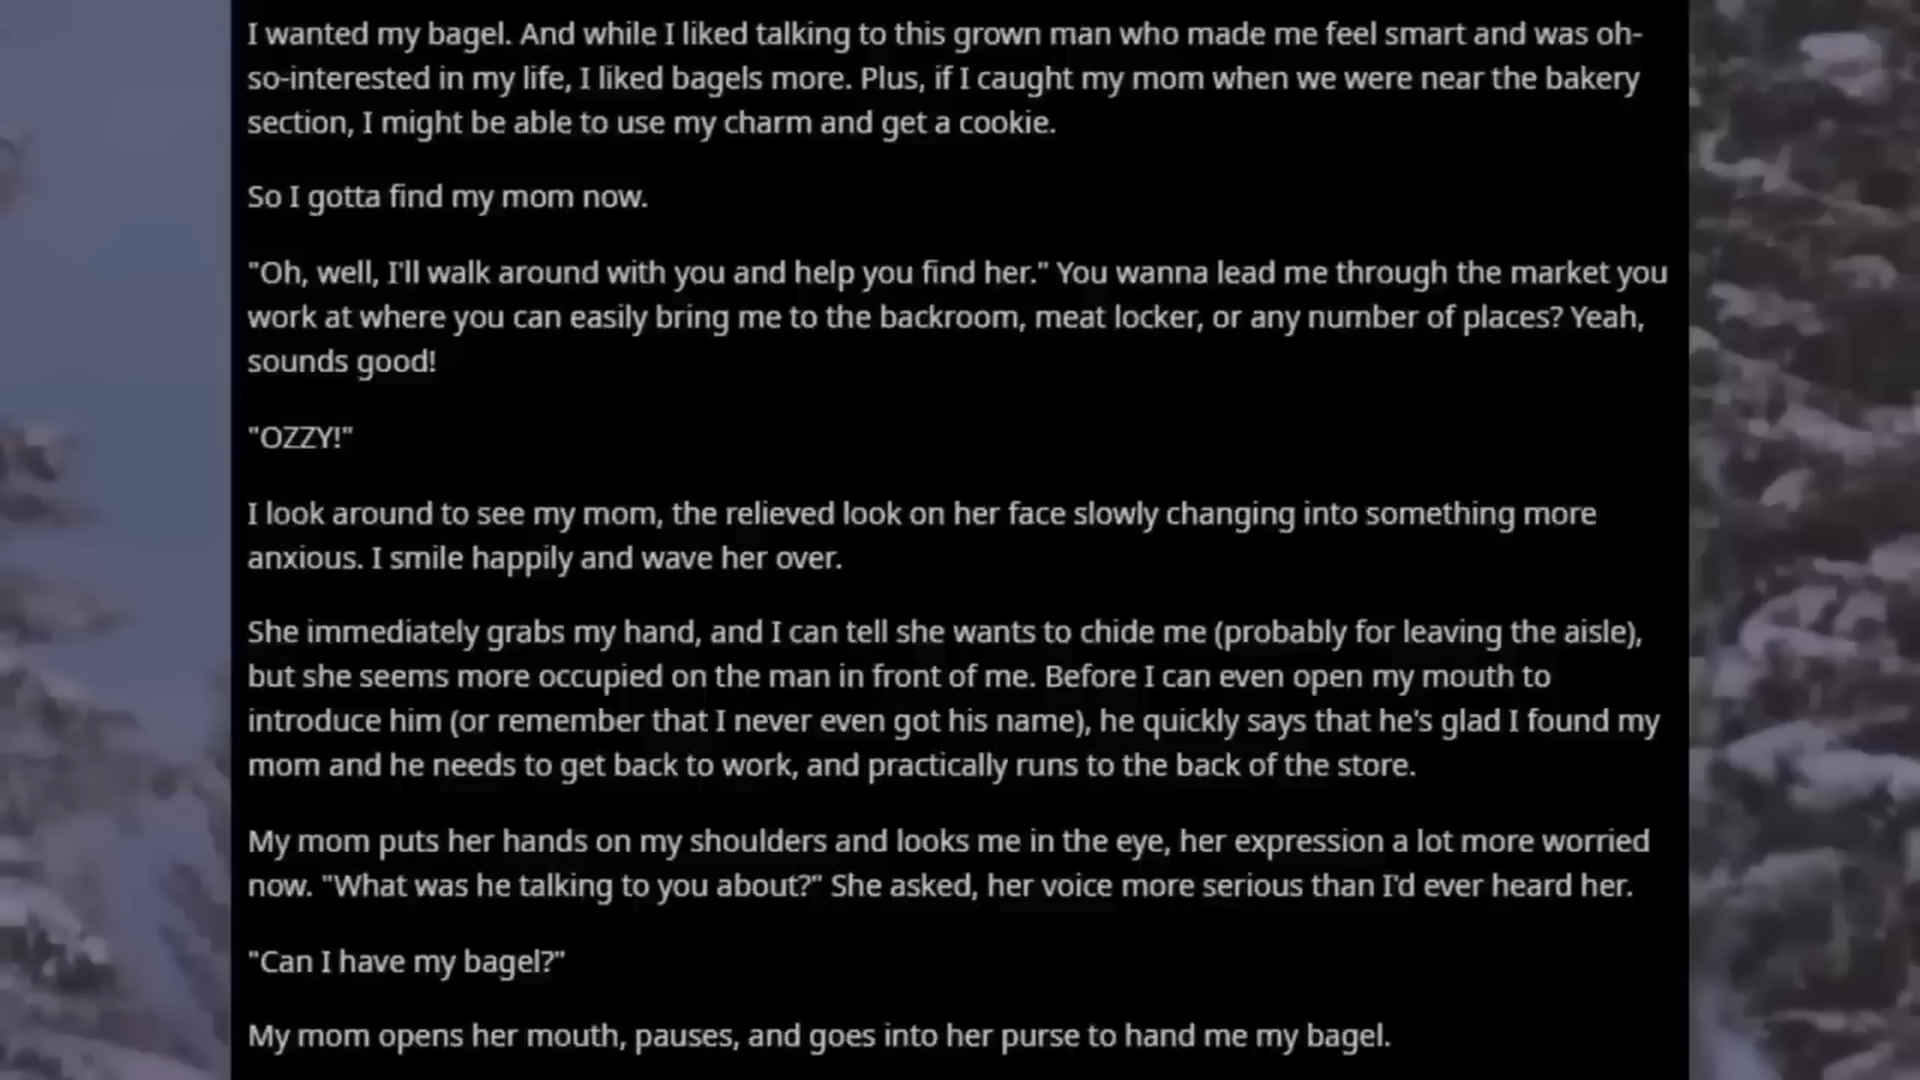 I wanted my bagel. And while I liked talking to this grown man who made me feel smart and was oh-
so-interested in my life, I liked bagels more. Plus, if I caught my mom when we were near the bakery
section, I might be able to use my charm and get a cookie.
So I gotta find my mom now.
"Oh, well, I'll walk around with you and help you find her." You wanna lead me through the market you
work at where you can easily bring me to the backroom, meat locker, or any number of places? Yeah,
sounds good!
"OZZY!"
I look around to see my mom, the relieved look on her face slowly changing into something more
anxious. I smile happily and wave her over.
She immediately grabs my hand, and I can tell she wants to chide me (probably for leaving the aisle),
but she seems more occupied on the man in front of me. Before I can even open my mouth to
introduce him (or remember that I never even got his name), he quickly says that he's glad I found my
mom and he needs to get back to work, and practically runs to the back of the store.
My mom puts her hands on my shoulders and looks me in the eye, her expression a lot more worried
now. "What was he talking to you about?" She asked, her voice more serious than I'd ever heard her.
"Can I have my bagel?"
My mom opens her mouth, pauses, and goes into her purse to hand me my bagel.